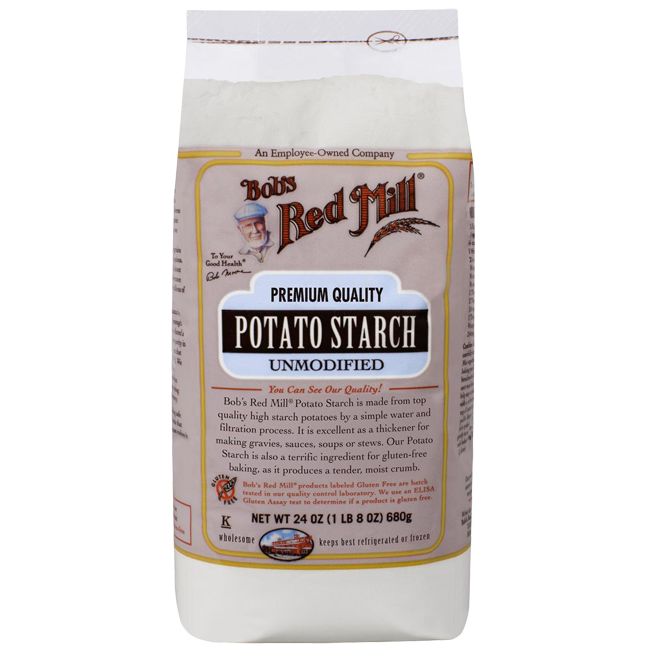 An Employee-Owned Company
Bob's
Red Mill®
To Your
Good Health®
Bob Moore
PREMIUM QUALITY
POTATO STARCH
UNMODIFIED
You Can See Our Quality!
Bob's Red Mill® Potato Starch is made from top
quality high starch potatoes by a simple water and
filtration process. It is excellent as a thickener for
making gravies, sauces, soups or stews. Our Potato
Starch is also a terrific ingredient for gluten-free
baking, as it produces a tender, moist crumb.
GLUTEN FREE
Bob's Red Mill® products labeled Gluten Free are batch
tested in our quality control laboratory. We use an ELISA
Gluten Assay test to determine if a product is gluten free.
K
NET WT 24 OZ (1 LB 8 OZ) 680g
wholesome
keeps best refrigerated or frozen